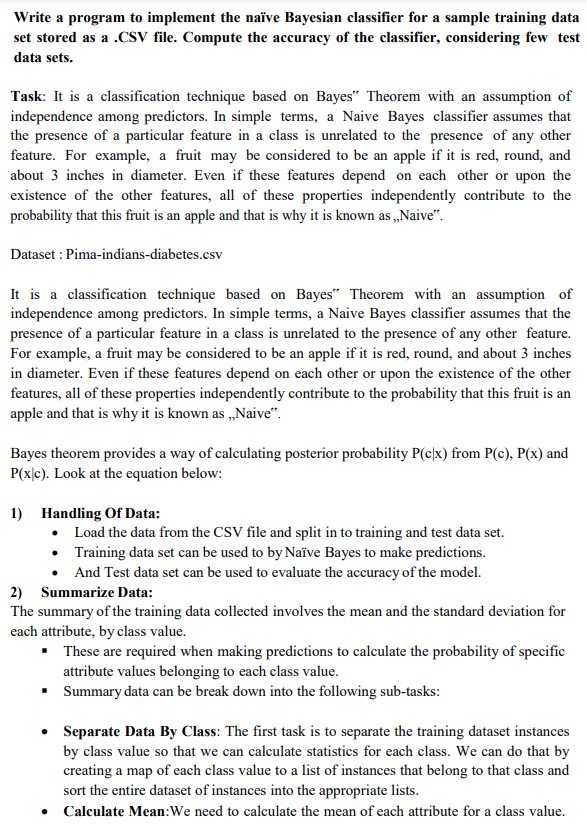 Write a program to implement the naïve Bayesian classifier for a sample training data
set stored as a .CSV file. Compute the accuracy of the classifier, considering few test
data sets.
Task: It is a classification technique based on Bayes‟ Theorem with an assumption of
independence among predictors. In simple terms, a Naive Bayes classifier assumes that
the presence of a particular feature in a class is unrelated to the presence of any other
feature. For example, a fruit may be considered to be an apple if it is red, round, and
about 3 inches in diameter. Even if these features depend on each other or upon the
existence of the other features, all of these properties independently contribute to the
probability that this fruit is an apple and that is why it is known as „Naive‟.
Dataset : Pima-indians-diabetes.csv
It is a classification technique based on Bayes‟ Theorem with an assumption of
independence among predictors. In simple terms, a Naive Bayes classifier assumes that the
presence of a particular feature in a class is unrelated to the presence of any other feature.
For example, a fruit may be considered to be an apple if it is red, round, and about 3 inches
in diameter. Even if these features depend on each other or upon the existence of the other
features, all of these properties independently contribute to the probability that this fruit is an
apple and that is why it is known as „Naive‟.
Bayes theorem provides a way of calculating posterior probability P(c|x) from P(c), P(x) and
P(x|c). Look at the equation below:
1) Handling Of Data:
• Load the data from the CSV file and split in to training and test data set.
• Training data set can be used to by Naïve Bayes to make predictions.
• And Test data set can be used to evaluate the accuracy of the model.
2) Summarize Data:
The summary of the training data collected involves the mean and the standard deviation for
each attribute, by class value.
▪ These are required when making predictions to calculate the probability of specific
attribute values belonging to each class value.
▪ Summary data can be break down into the following sub-tasks:
• Separate Data By Class: The first task is to separate the training dataset instances
by class value so that we can calculate statistics for each class. We can do that by
creating a map of each class value to a list of instances that belong to that class and
sort the entire dataset of instances into the appropriate lists.
• Calculate Mean:We need to calculate the mean of each attribute for a class value.